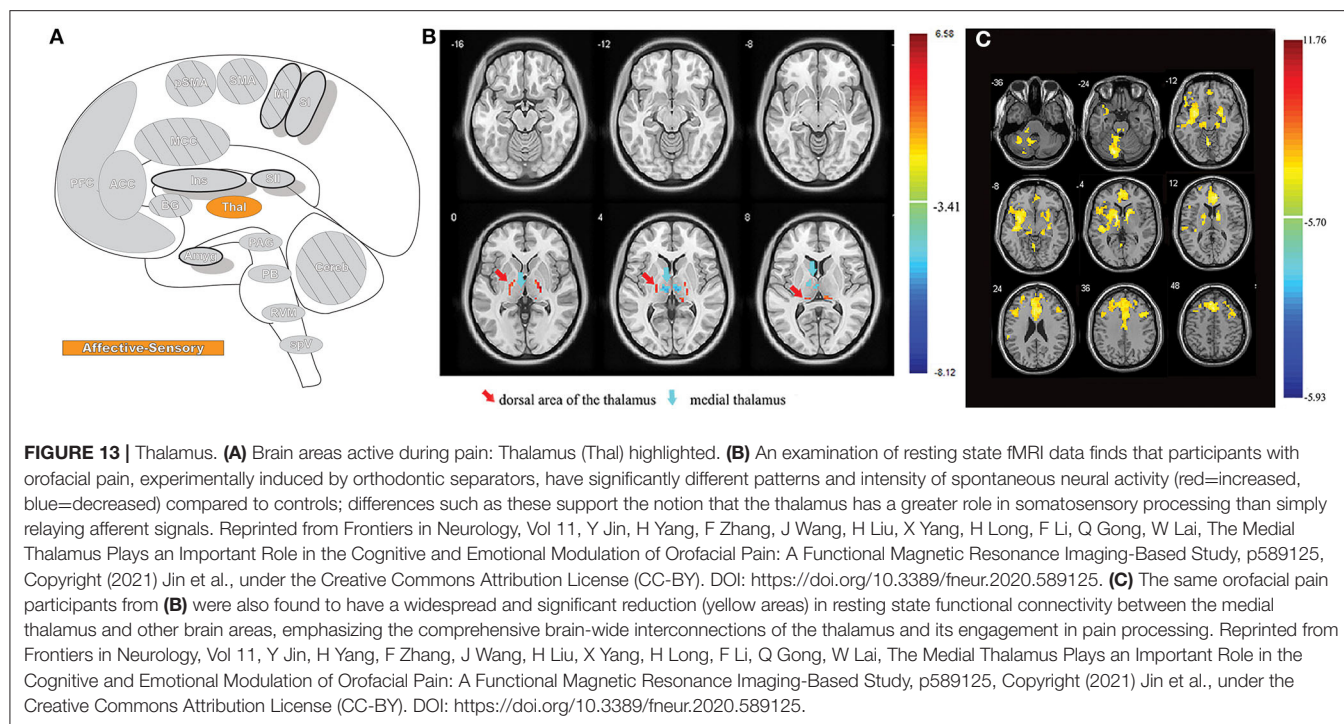 A
pSMA
SMA
M1
SI
MCC
PFC
ACC
Ins
SII
BG
Thal
Amyg
PAG
PB
Cereb
RVM
spV
Affective-Sensory
B
-16
-12
-8
0
4
8
6.58
-3.41
-8.12
dorsal area of the thalamus
medial thalamus
C
-36
-24
-12
-8
-4
12
24
36
48
11.76
-5.70
-5.93
FIGURE 13 | Thalamus. (A) Brain areas active during pain: Thalamus (Thal) highlighted. (B) An examination of resting state fMRI data finds that participants with
orofacial pain, experimentally induced by orthodontic separators, have significantly different patterns and intensity of spontaneous neural activity (red=increased,
blue=decreased) compared to controls; differences such as these support the notion that the thalamus has a greater role in somatosensory processing than simply
relaying afferent signals. Reprinted from Frontiers in Neurology, Vol 11, Y Jin, H Yang, F Zhang, J Wang, H Liu, X Yang, H Long, F Li, Q Gong, W Lai, The Medial
Thalamus Plays an Important Role in the Cognitive and Emotional Modulation of Orofacial Pain: A Functional Magnetic Resonance Imaging-Based Study, p589125,
Copyright (2021) Jin et al., under the Creative Commons Attribution License (CC-BY). DOI: https://doi.org/10.3389/fneur.2020.589125. (C) The same orofacial pain
participants from (B) were also found to have a widespread and significant reduction (yellow areas) in resting state functional connectivity between the medial
thalamus and other brain areas, emphasizing the comprehensive brain-wide interconnections of the thalamus and its engagement in pain processing. Reprinted from
Frontiers in Neurology, Vol 11, Y Jin, H Yang, F Zhang, J Wang, H Liu, X Yang, H Long, F Li, Q Gong, W Lai, The Medial Thalamus Plays an Important Role in the
Cognitive and Emotional Modulation of Orofacial Pain: A Functional Magnetic Resonance Imaging-Based Study, p589125, Copyright (2021) Jin et al., under the
Creative Commons Attribution License (CC-BY). DOI: https://doi.org/10.3389/fneur.2020.589125.